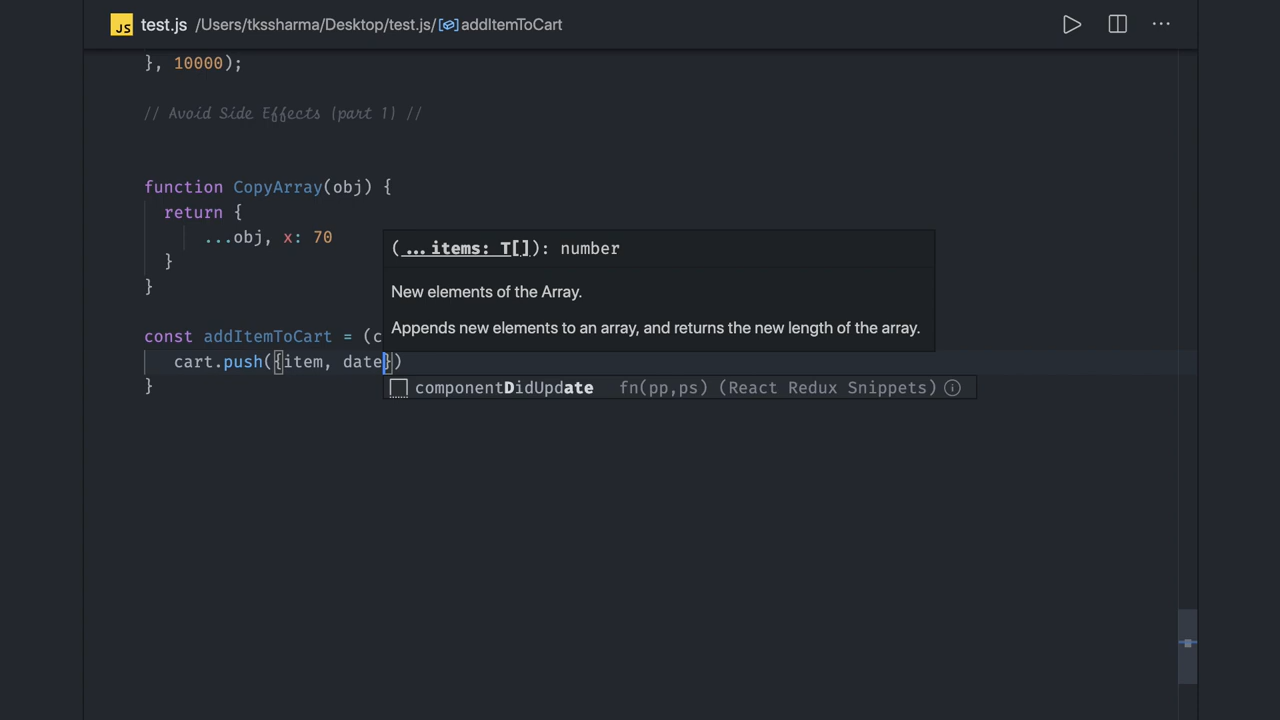 JS test.js /Users/tkssharma/Desktop/test.js/ addItemToCart ...
}, 10000);
// Avoid Side Effects (part 1) //
function CopyArray(obj) {
return {
...obj, x: 70
}
}
(...items: T[]): number
New elements of the Array.
Appends new elements to an array, and returns the new length of the array.
const addItemToCart = (c
cart.push({item, date})
}
componentDidUpdate fn(pp,ps) (React Redux Snippets)